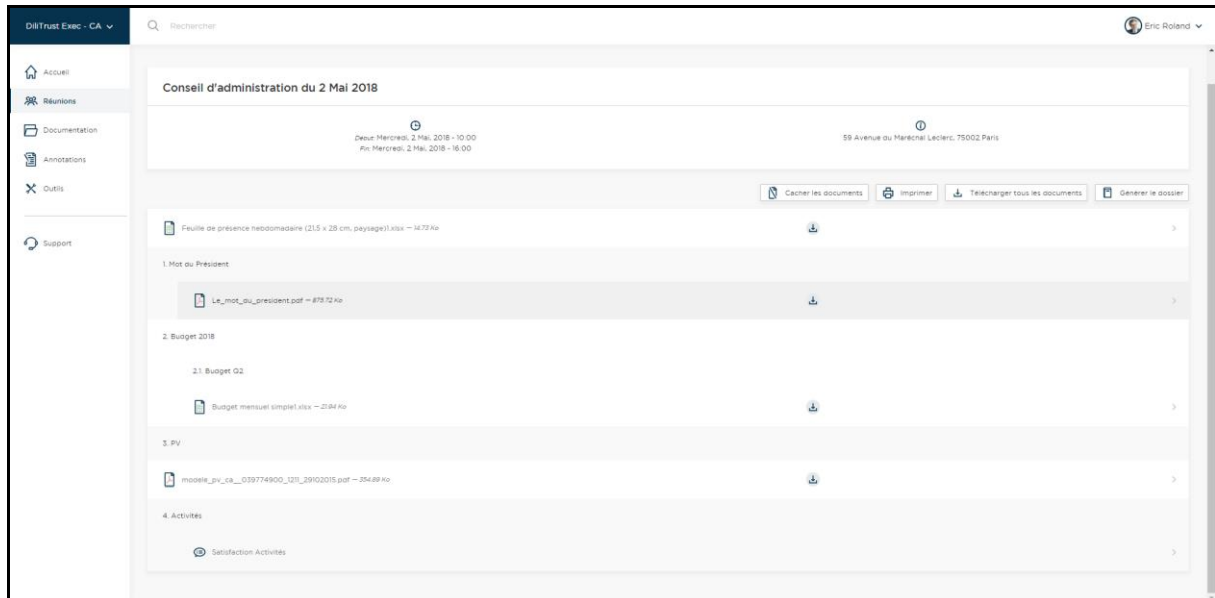 DiliTrust Exec - CA
Rechercher
Eric Roland
Accueil
Réunions
Documentation
Annotations
Outils
Support
Conseil d'administration du 2 Mai 2018
Début: Mercredi, 2 Mai, 2018 - 10:00
Fin: Mercredi, 2 Mai, 2018 - 16:00
59 Avenue du Maréchal Leclerc, 75002 Paris
Cacher les documents
Imprimer
Télécharger tous les documents
Générer le dossier
Feuille de présence hebdomadaire (21,5 x 28 cm, paysage)1.xlsx — 14.73 Ko
1. Mot du Président
Le_mot_du_president.pdf — 878.72 Ko
2. Budget 2018
2.1. Budget Q2
Budget mensuel simple1.xlsx — 21.94 Ko
3. PV
modele_pv_ca__039774900_1211_29102015.pdf — 354.89 Ko
4. Activités
Satisfaction Activités